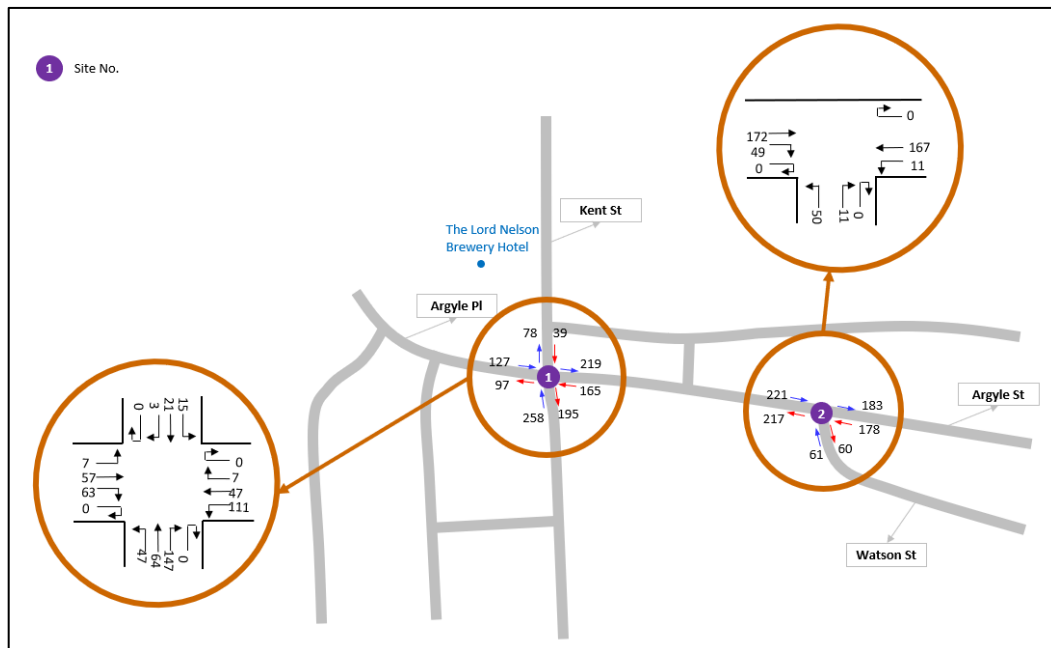 1 Site No.
0
172
49
0
167
11
50
11
0
Kent St
The Lord Nelson
Brewery Hotel
Argyle Pl
78 39
127 219
1
97 165
258 195
221 183
2
217 178
61 60
Argyle St
Watson St
0 3 21 15
7
57
63
0
0
7
47
111
47 64 147 0